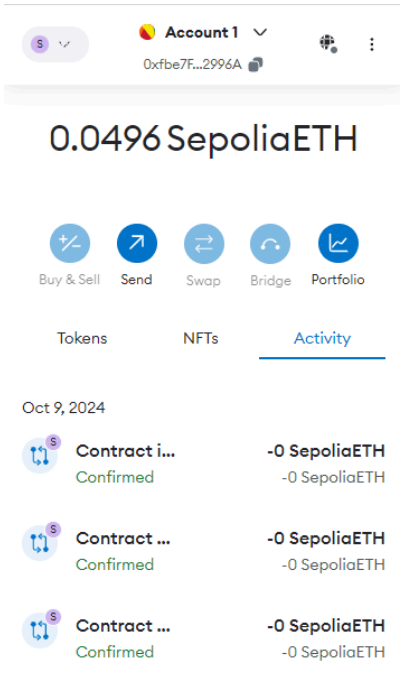 S
Account 1
0xfbe7F...2996A
0.0496 SepoliaETH
Buy & Sell Send Swap Bridge Portfolio
Tokens NFTs Activity
Oct 9, 2024
S
Contract i... -0 SepoliaETH
Confirmed -0 SepoliaETH
S
Contract ... -0 SepoliaETH
Confirmed -0 SepoliaETH
S
Contract ... -0 SepoliaETH
Confirmed -0 SepoliaETH